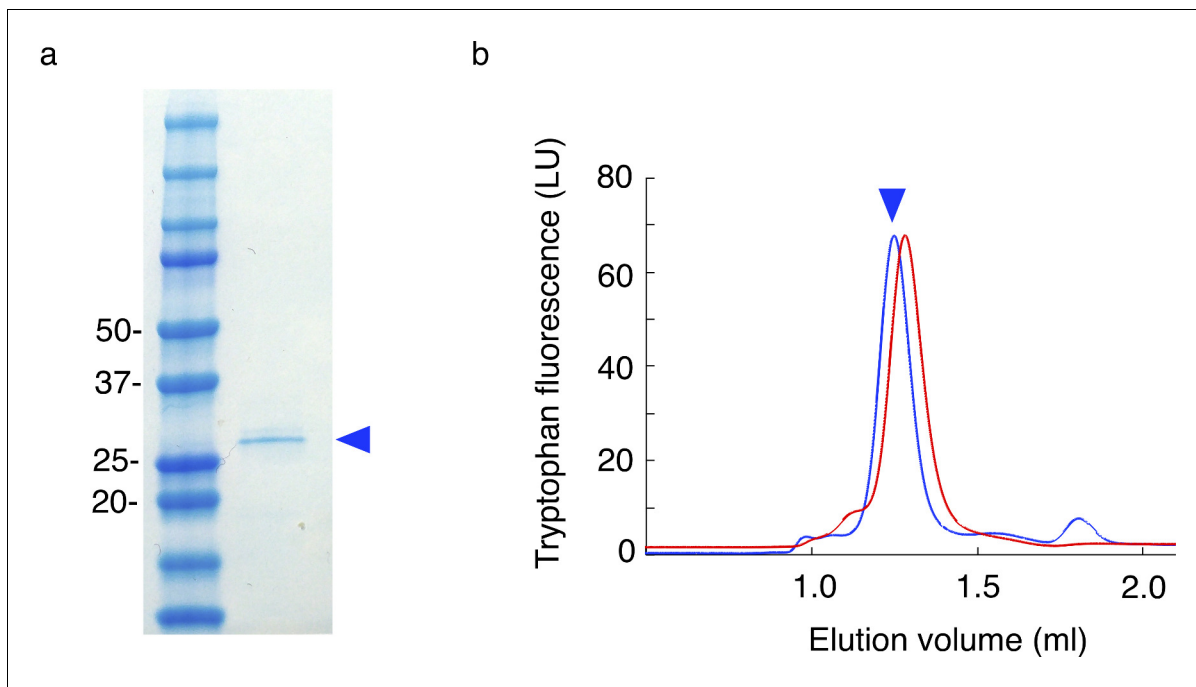 a
b
50-
37-
25-
20-
Tryptophan fluorescence (LU)
80
60
40
20
0
1.0 1.5 2.0
Elution volume (ml)